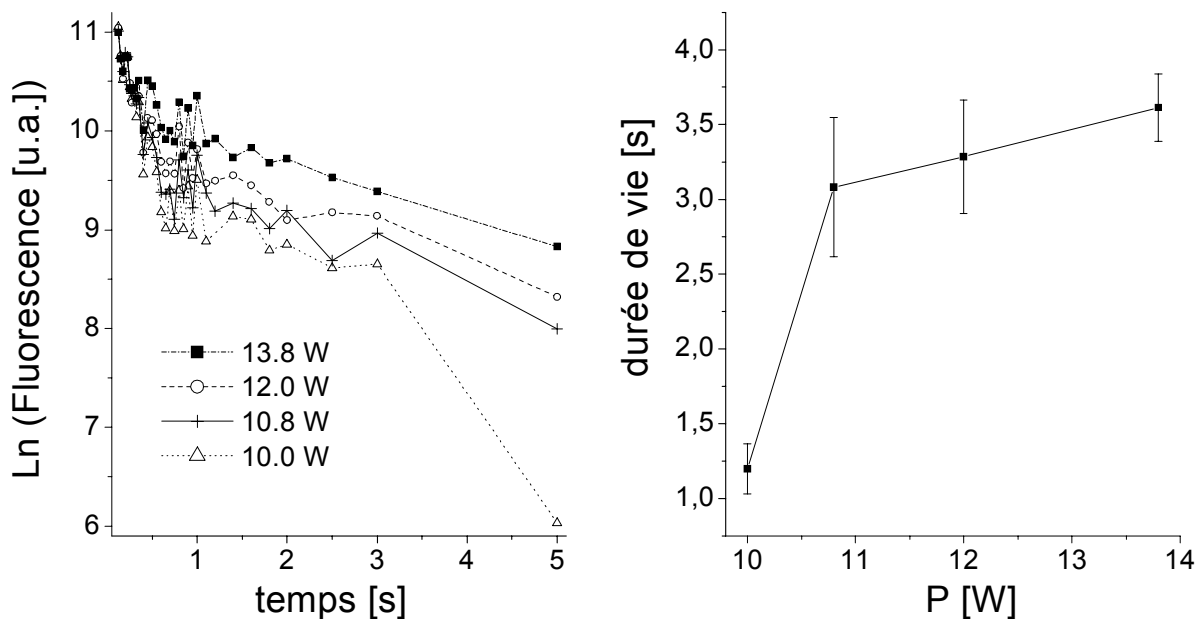 Ln (Fluorescence [u.a.])
11
10
9
8
7
6
13.8 W
12.0 W
10.8 W
10.0 W
1 2 3 4 5
temps [s]
durée de vie [s]
4,0
3,5
3,0
2,5
2,0
1,5
1,0
10 11 12 13 14
P [W]